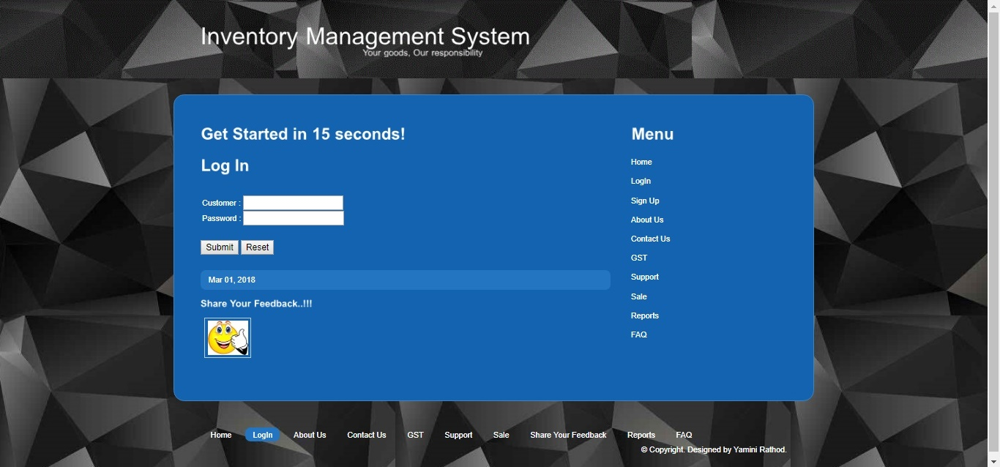 Inventory Management System
Your goods, Our responsibility
Get Started in 15 seconds!
Log In
Customer :
Password :
Submit Reset
Mar 01, 2018
Share Your Feedback..!!!
Menu
Home
LogIn
Sign Up
About Us
Contact Us
GST
Support
Sale
Reports
FAQ
Home LogIn About Us Contact Us GST Support Sale Share Your Feedback Reports FAQ
© Copyright. Designed by Yamini Rathod.